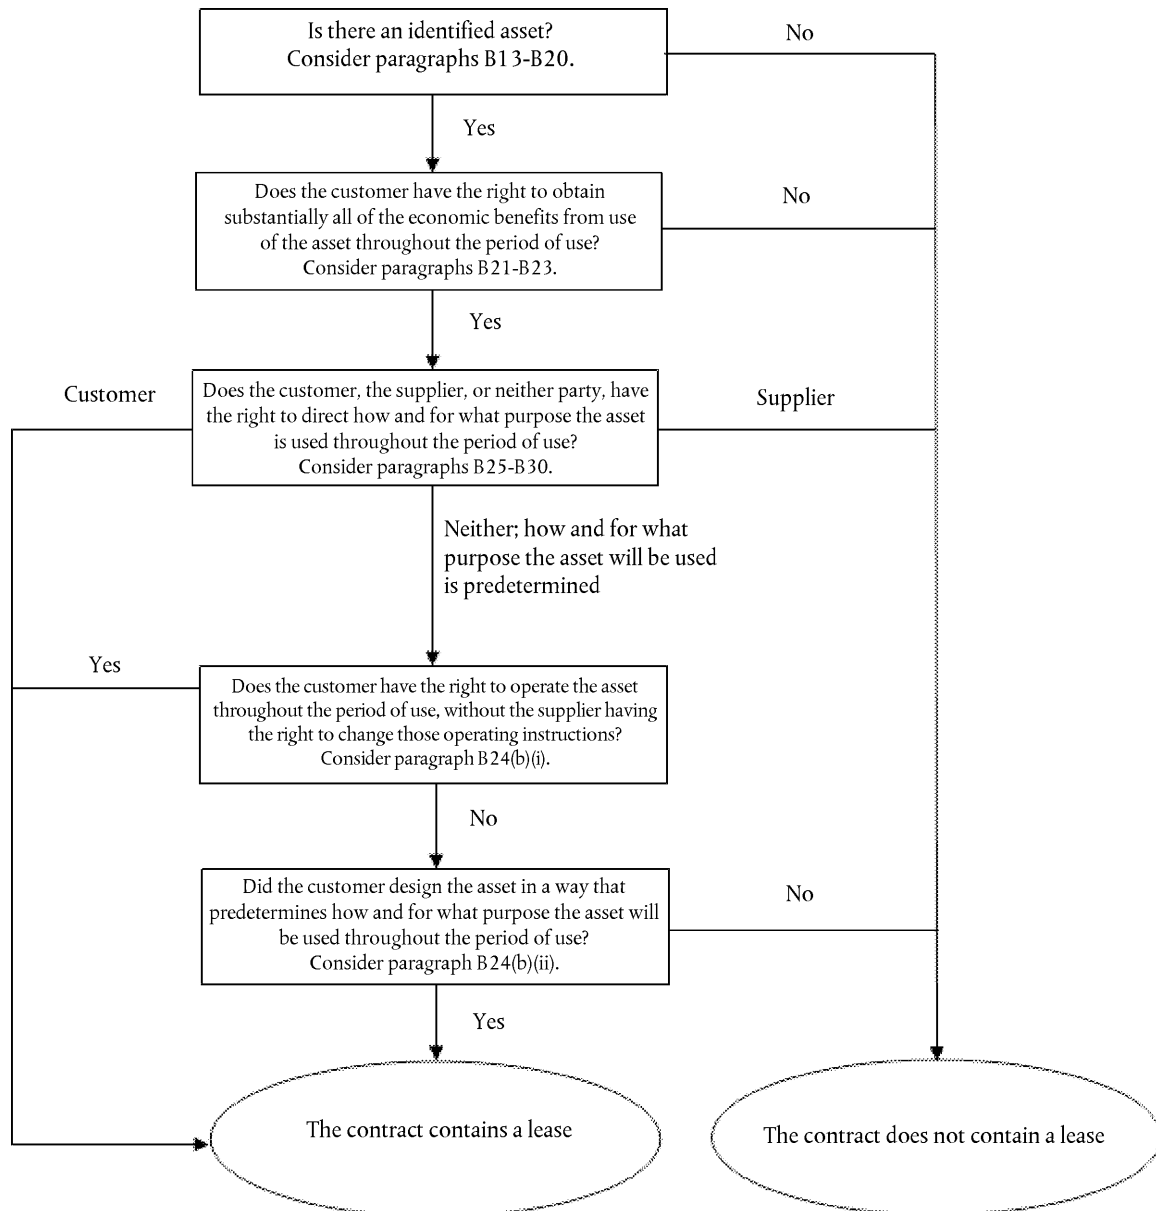 Is there an identified asset?
Consider paragraphs B13-B20.
No
Yes
Does the customer have the right to obtain
substantially all of the economic benefits from use
of the asset throughout the period of use?
Consider paragraphs B21-B23.
No
Yes
Customer
Does the customer, the supplier, or neither party, have
the right to direct how and for what purpose the asset
is used throughout the period of use?
Consider paragraphs B25-B30.
Supplier
Neither; how and for what
purpose the asset will be used
is predetermined
Yes
Does the customer have the right to operate the asset
throughout the period of use, without the supplier having
the right to change those operating instructions?
Consider paragraph B24(b)(i).
No
Did the customer design the asset in a way that
predetermines how and for what purpose the asset will
be used throughout the period of use?
Consider paragraph B24(b)(ii).
No
Yes
The contract contains a lease
The contract does not contain a lease